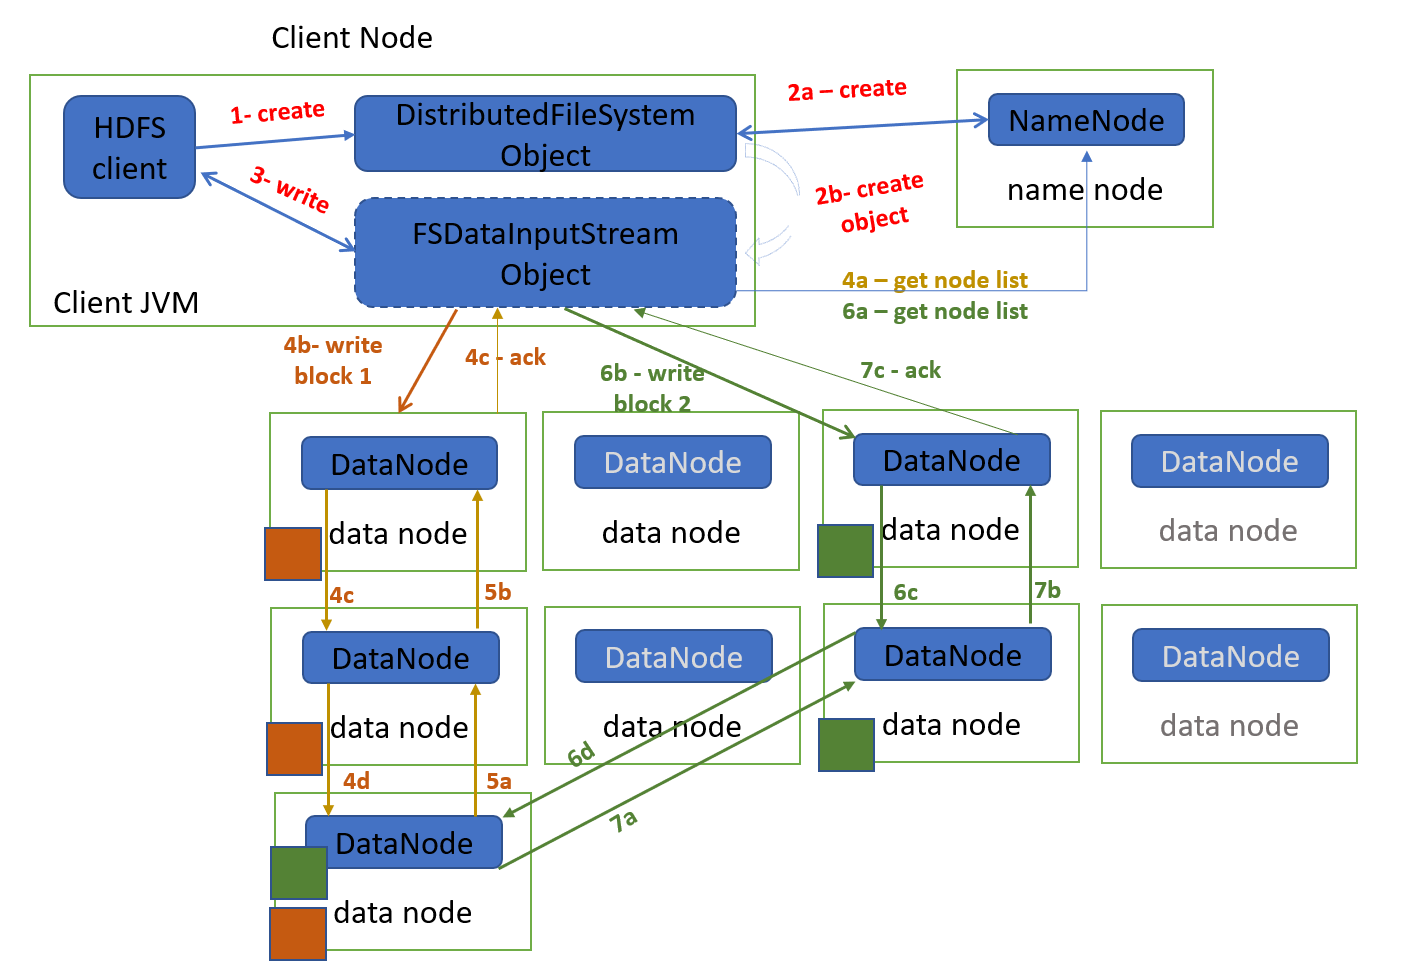 Client Node
HDFS
client
1- create
DistributedFileSystem
Object
2a – create
NameNode
name node
3- write
2b- create
object
FSDataInputStream
Object
Client JVM
4a – get node list
6a – get node list
4b- write
block 1
4c - ack
6b - write
block 2
7c - ack
DataNode
data node
DataNode
data node
DataNode
data node
DataNode
data node
4c
5b
6c
7b
DataNode
data node
DataNode
data node
DataNode
data node
DataNode
data node
4d
5a
6d
7a
DataNode
data node